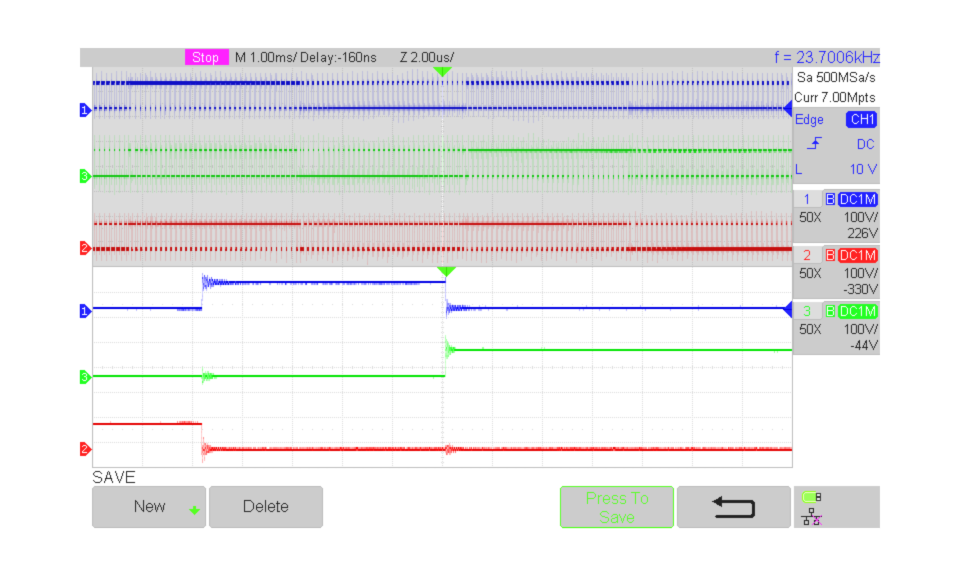 Stop M 1.00ms/ Delay:-160ns Z 2.00us/ f = 23.7006kHz
Sa 500MSa/s
Curr 7.00Mpts
Edge CH1
DC
L 10 V
1 B DC1M
50X 100V/
226V
2 B DC1M
50X 100V/
-330V
3 B DC1M
50X 100V/
-44V
1
3
2
1
3
2
SAVE
New Delete Press To
Save